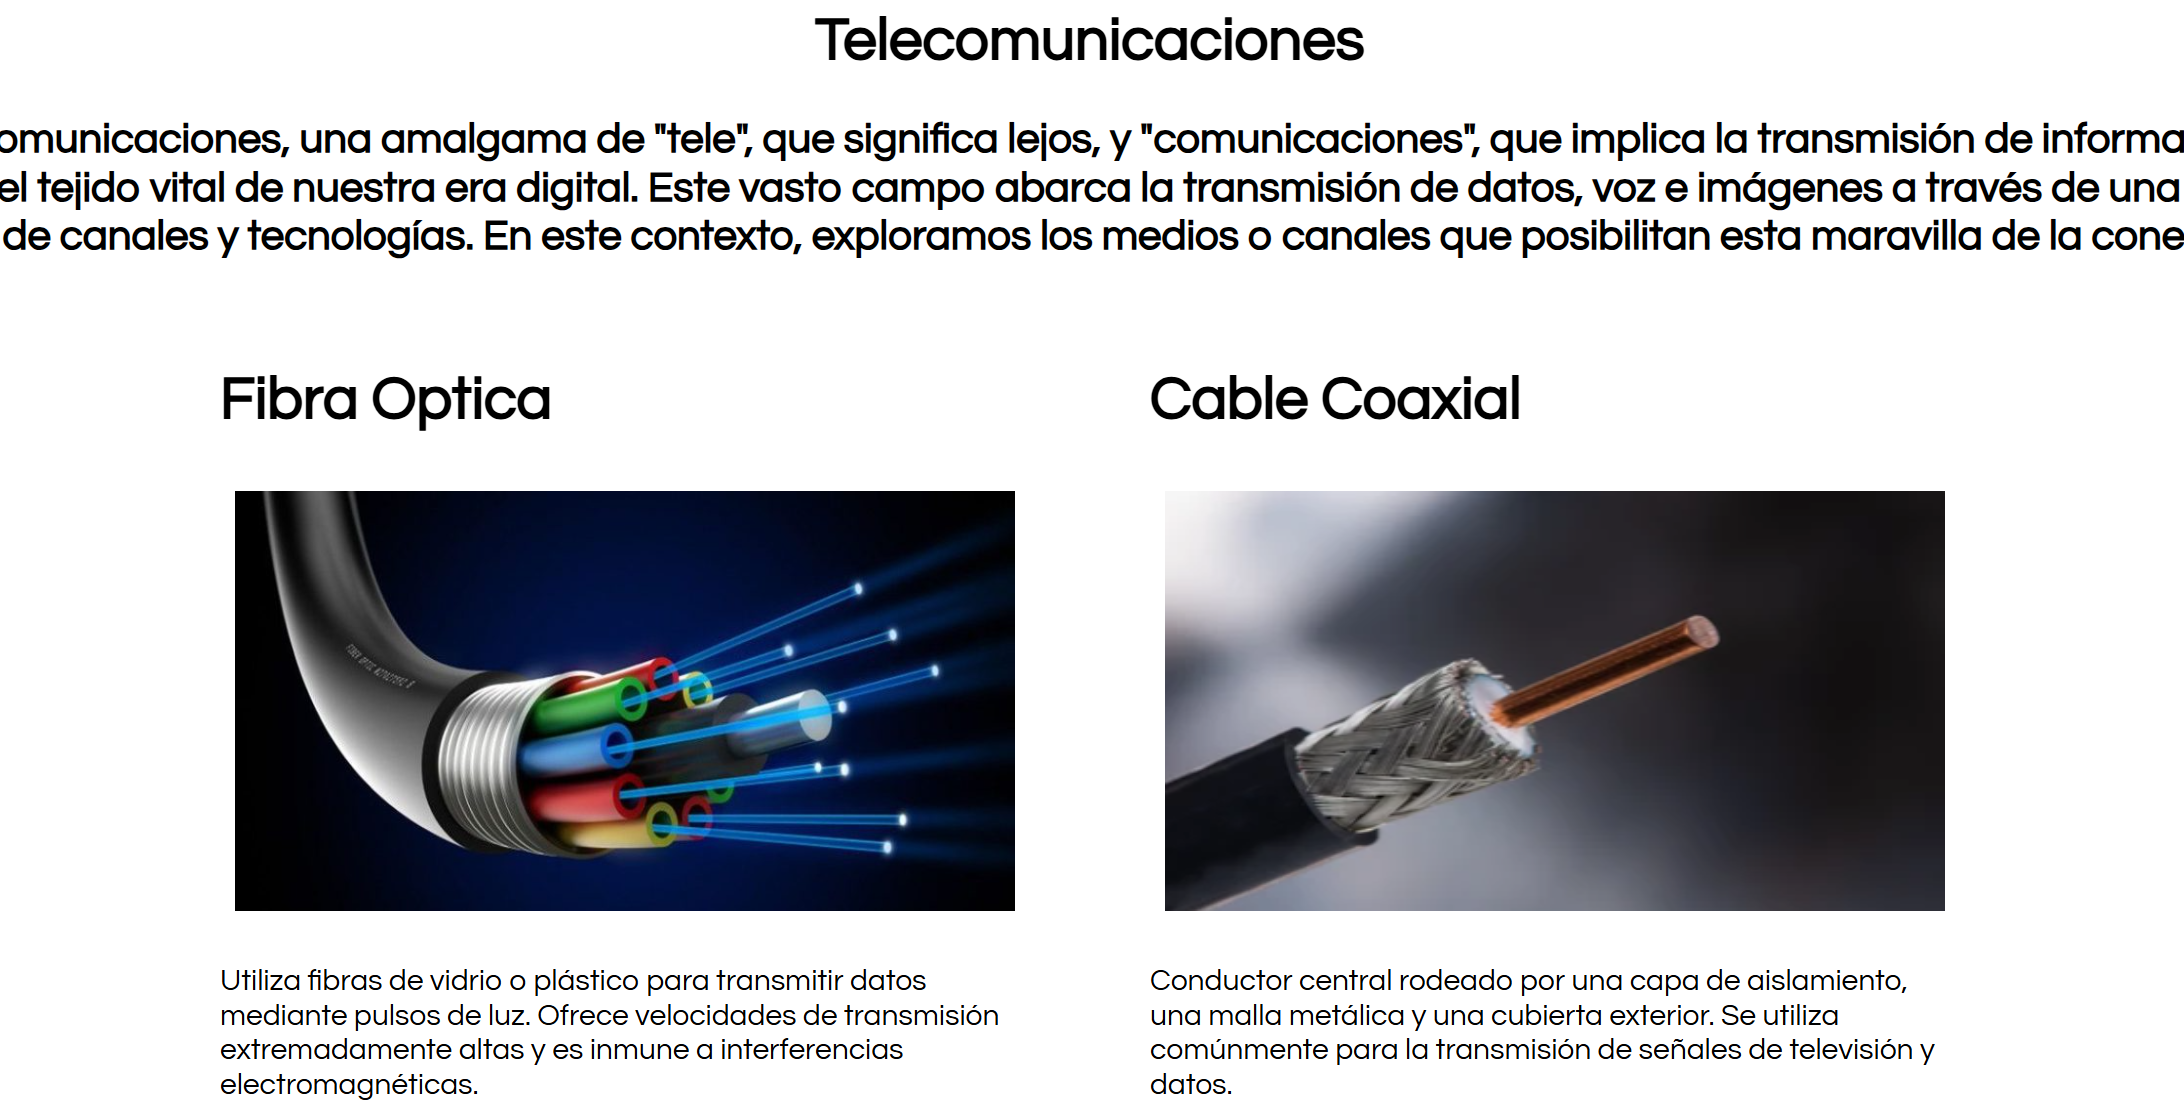 Telecomunicaciones
omunicaciones, una amalgama de "tele", que significa lejos, y "comunicaciones", que implica la transmisión de informa
el tejido vital de nuestra era digital. Este vasto campo abarca la transmisión de datos, voz e imágenes a través de una
de canales y tecnologías. En este contexto, exploramos los medios o canales que posibilitan esta maravilla de la cone
Fibra Optica
Cable Coaxial
Utiliza fibras de vidrio o plástico para transmitir datos
mediante pulsos de luz. Ofrece velocidades de transmisión
extremadamente altas y es inmune a interferencias
electromagnéticas.
Conductor central rodeado por una capa de aislamiento,
una malla metálica y una cubierta exterior. Se utiliza
comúnmente para la transmisión de señales de televisión y
datos.